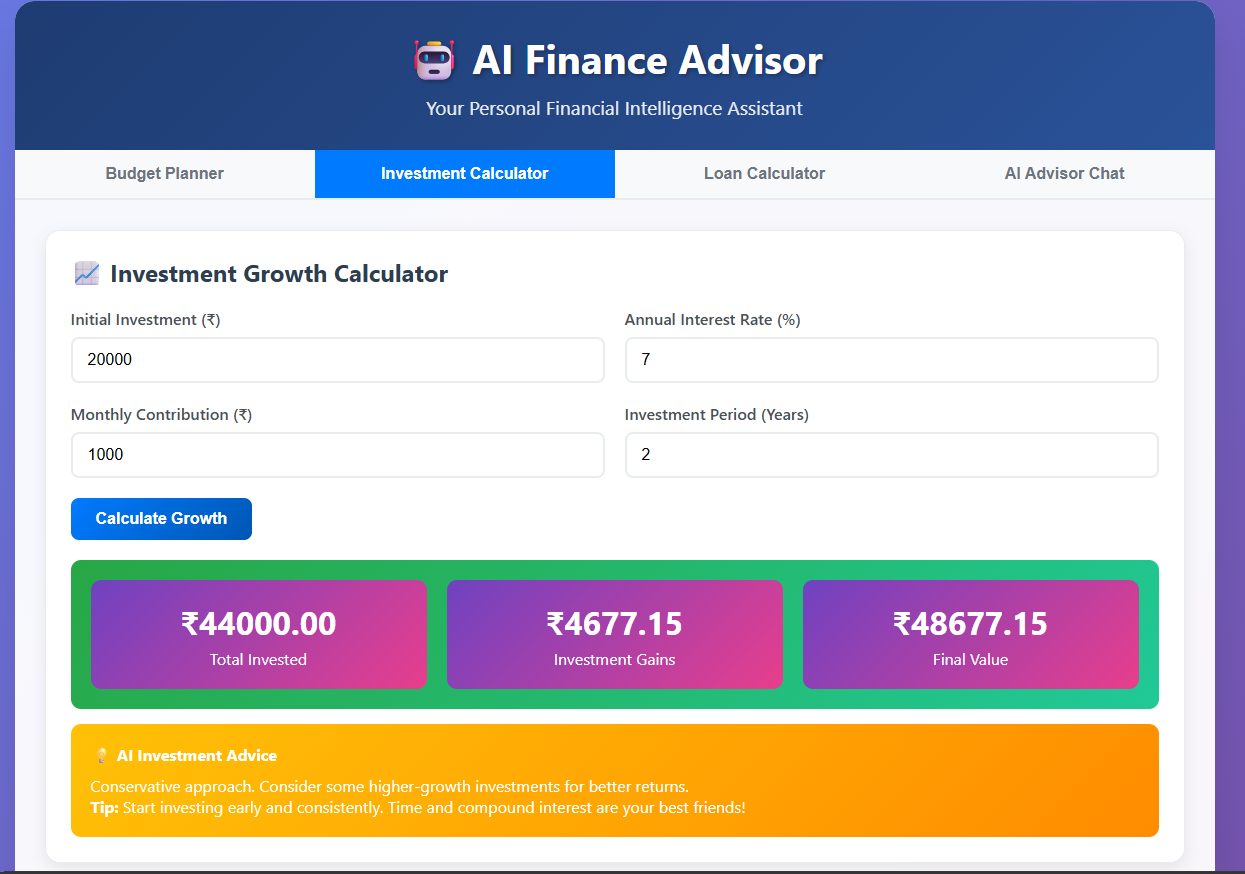 AI Finance Advisor
Your Personal Financial Intelligence Assistant
Budget Planner
Investment Calculator
Loan Calculator
AI Advisor Chat
Investment Growth Calculator
Initial Investment (₹)
Annual Interest Rate (%)
20000
7
Monthly Contribution (₹)
Investment Period (Years)
1000
2
Calculate Growth
₹44000.00
Total Invested
₹4677.15
Investment Gains
₹48677.15
Final Value
AI Investment Advice
Conservative approach. Consider some higher-growth investments for better returns.
Tip: Start investing early and consistently. Time and compound interest are your best friends!